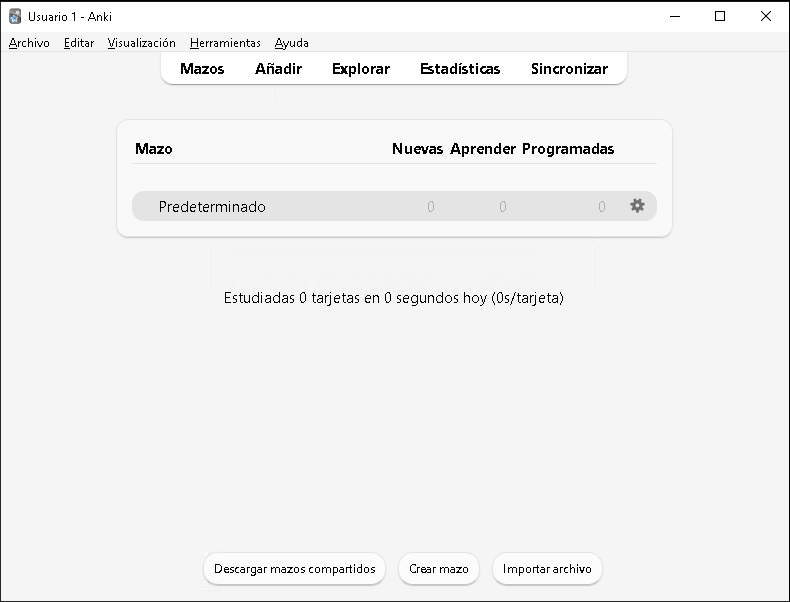 Usuario 1 - Anki
Archivo Editar Visualización Herramientas Ayuda
Mazos Añadir Explorar Estadísticas Sincronizar
Mazo Nuevas Aprender Programadas
Predeterminado 0 0 0
Estudiadas 0 tarjetas en 0 segundos hoy (0s/tarjeta)
Descargar mazos compartidos Crear mazo Importar archivo